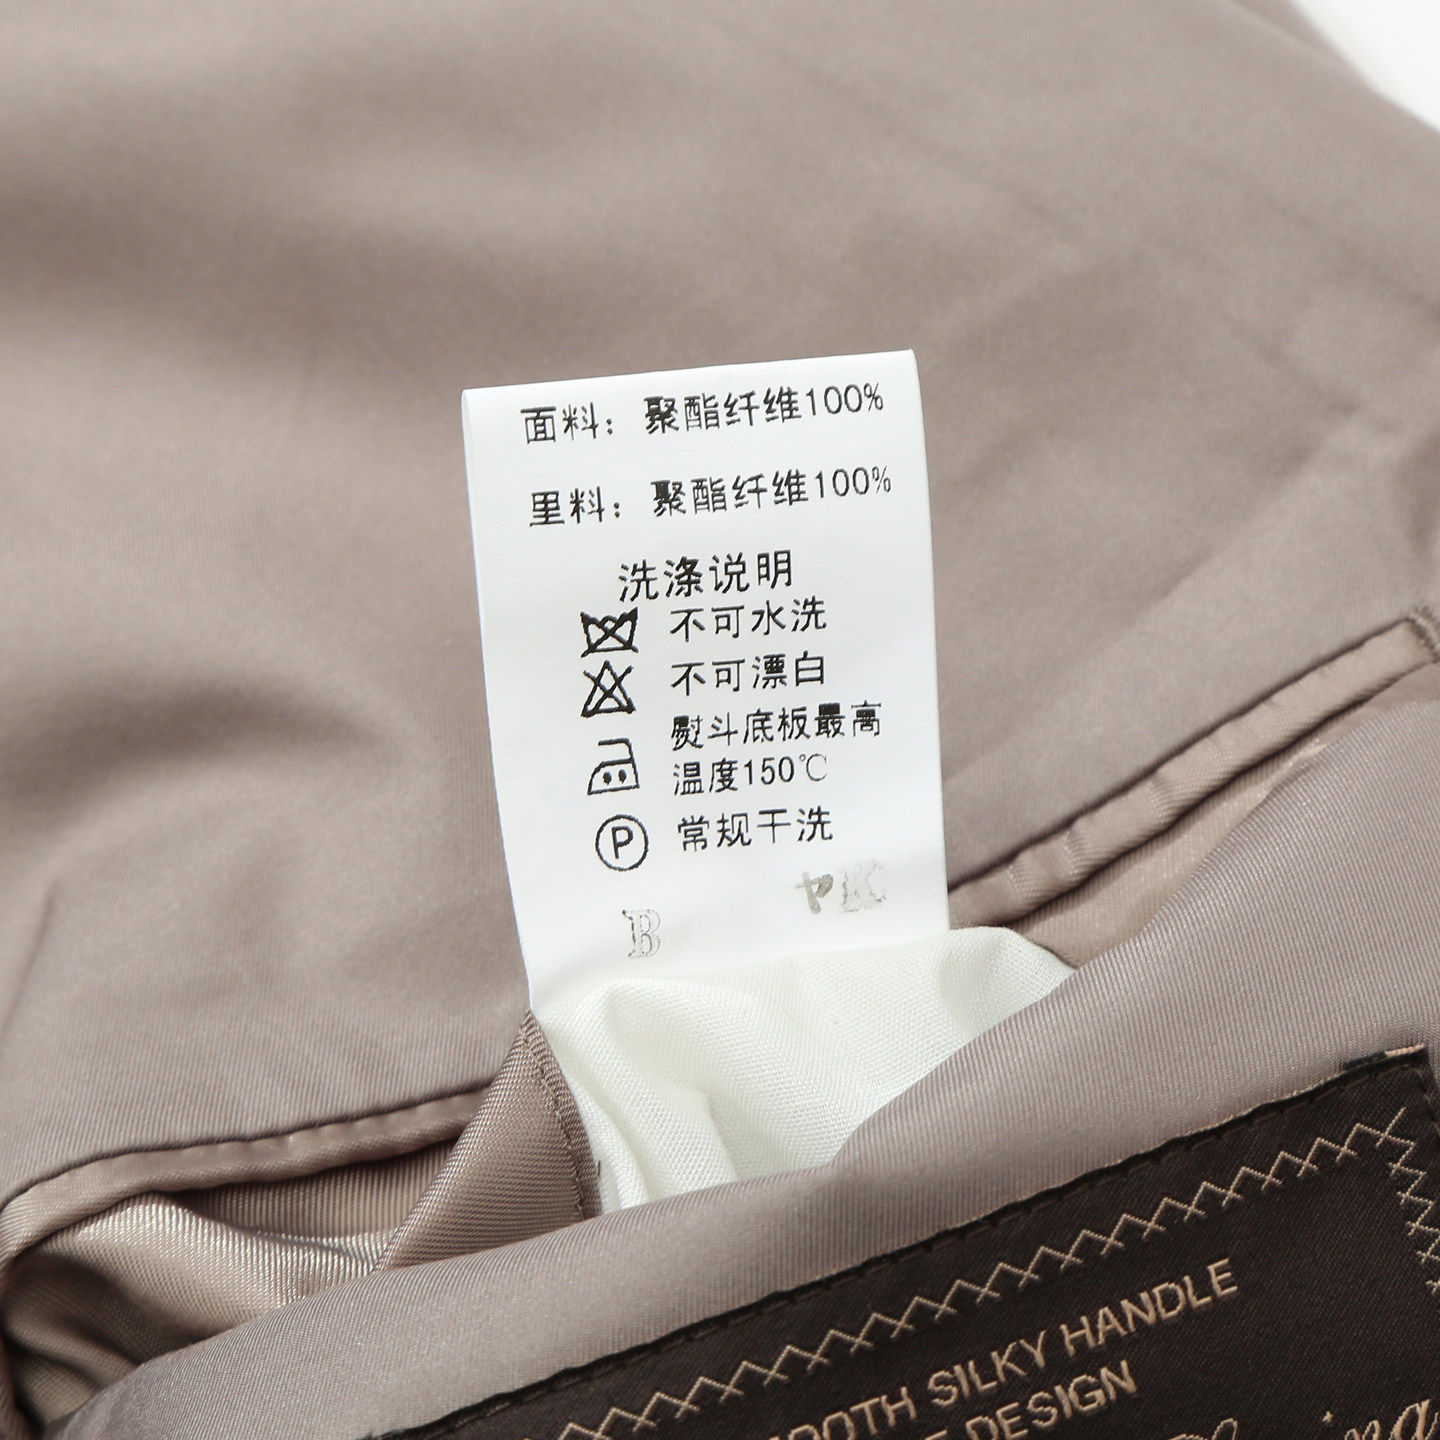 面料：聚酯纤维100%
里料：聚酯纤维100%
洗涤说明
不可水洗
不可漂白
熨斗底板最高
温度150℃
P 常规干洗
B
SILKY HANDLE
DESIGN